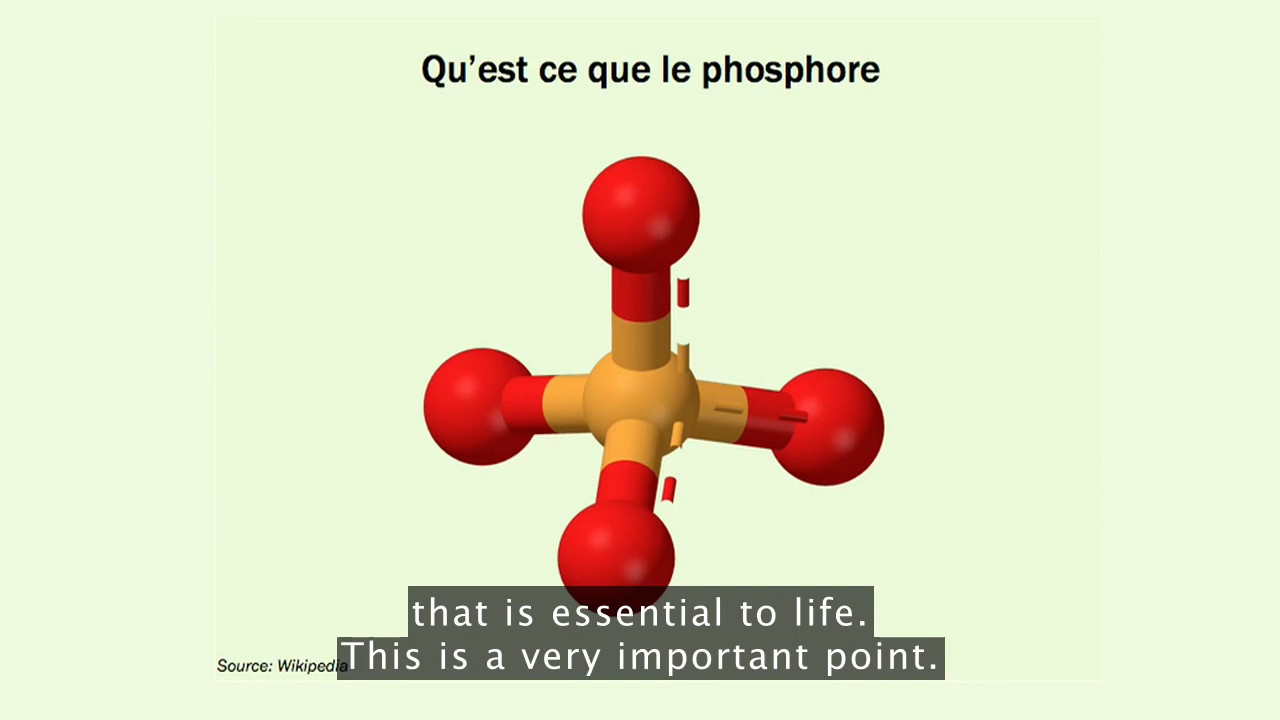 Qu’est ce que le phosphore
that is essential to life.
This is a very important point.
Source: Wikipedia